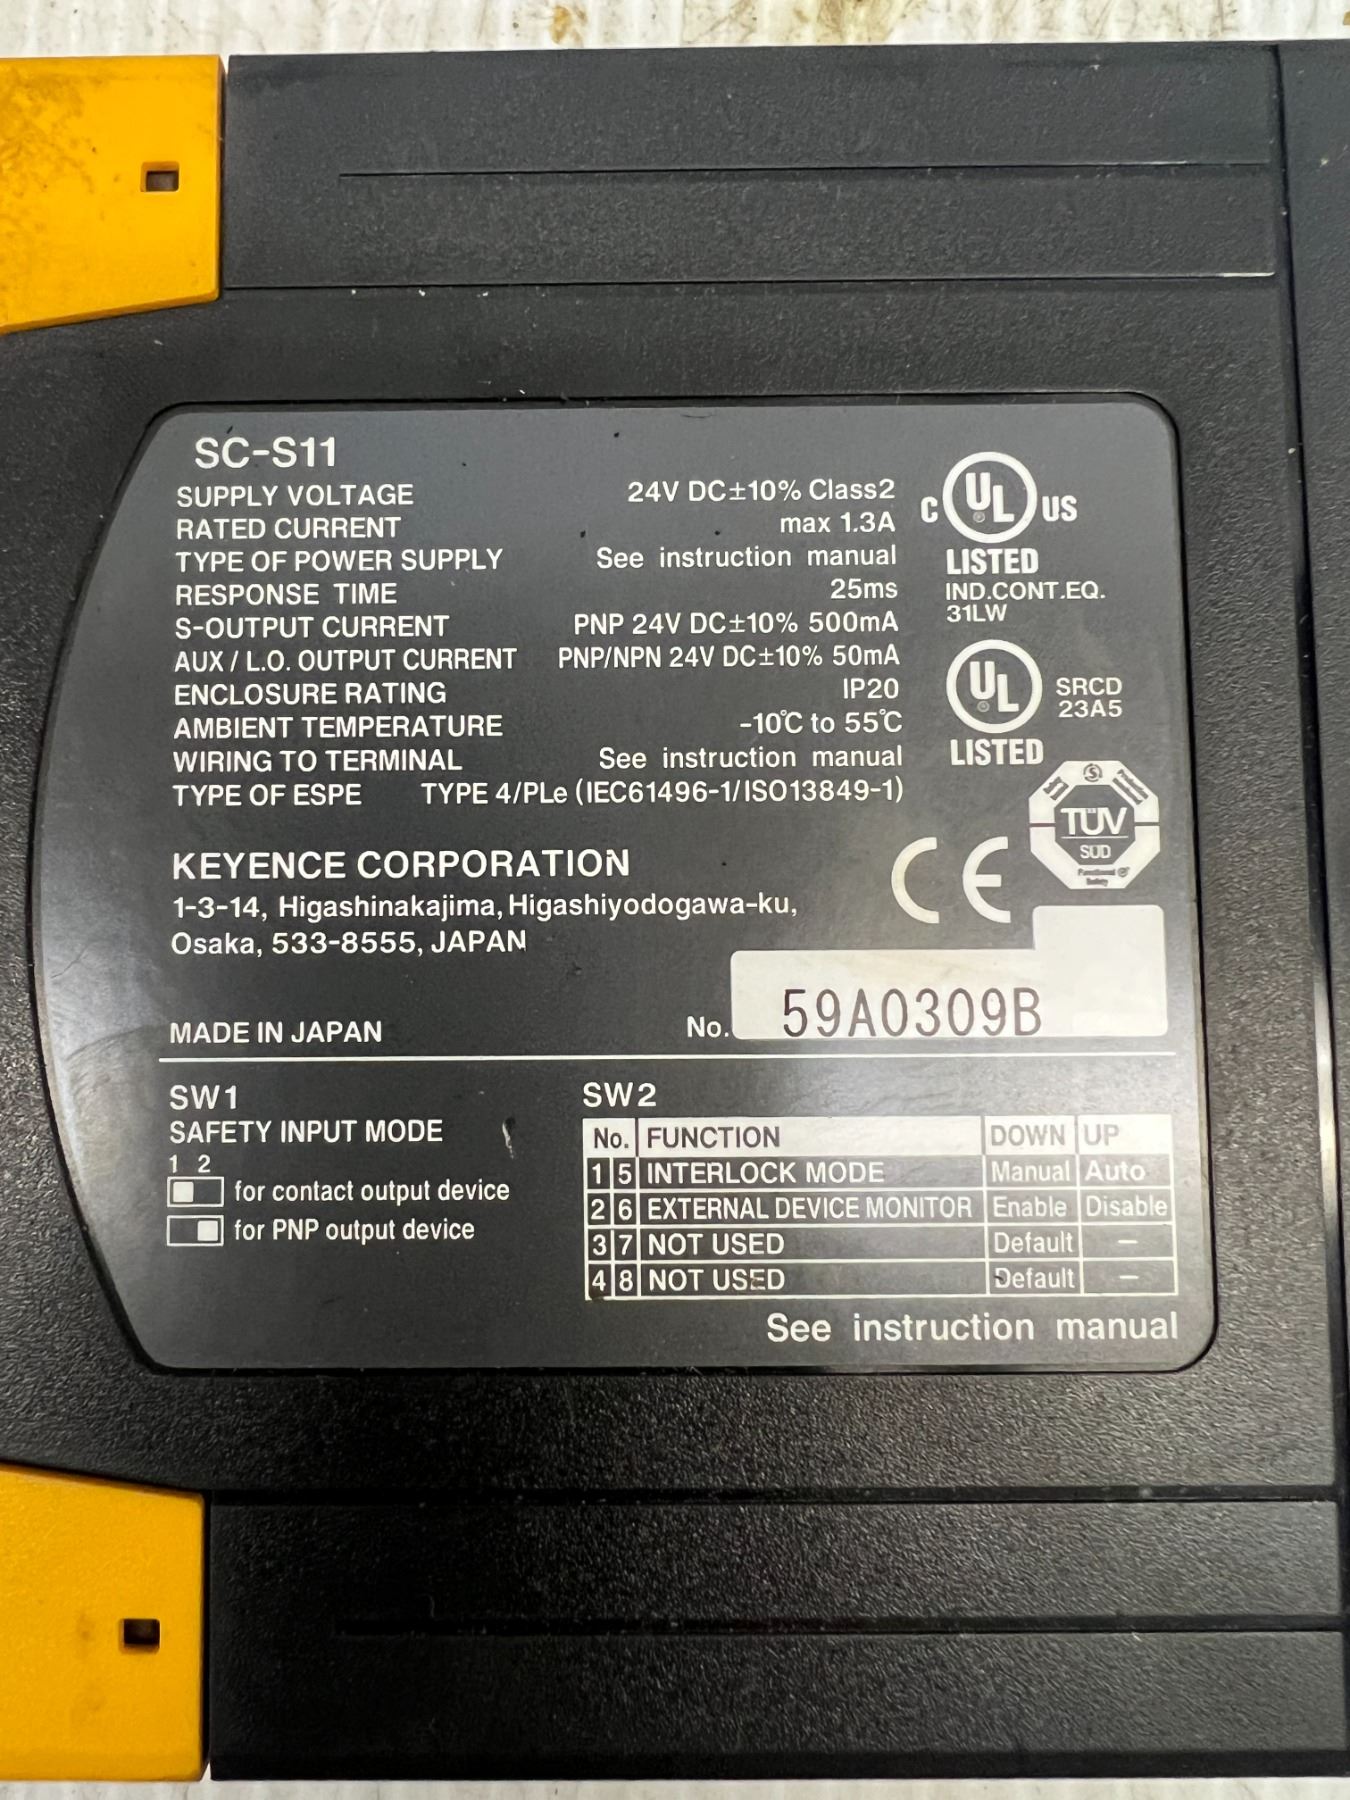 SC-S11
SUPPLY VOLTAGE 24V DC±10% Class2
RATED CURRENT max 1.3A
TYPE OF POWER SUPPLY See instruction manual
RESPONSE TIME 25ms
S-OUTPUT CURRENT PNP 24V DC±10% 500mA
AUX / L.O. OUTPUT CURRENT PNP/NPN 24V DC±10% 50mA
ENCLOSURE RATING IP20
AMBIENT TEMPERATURE -10℃ to 55℃
WIRING TO TERMINAL See instruction manual
TYPE OF ESPE TYPE 4/PLe (IEC61496-1/ISO13849-1)
C UL ® US
LISTED
IND.CONT.EQ.
31LW
UL ® SRCD
23A5
LISTED
TÜV
SÜD
Functional
Safety
CE
KEYENCE CORPORATION
1-3-14, Higashinakajima, Higashiyodogawa-ku,
Osaka, 533-8555, JAPAN
MADE IN JAPAN
No. 59A0309B
SW1
SAFETY INPUT MODE
1 2
for contact output device
for PNP output device
SW2
No. FUNCTION DOWN UP
1 5 INTERLOCK MODE Manual Auto
2 6 EXTERNAL DEVICE MONITOR Enable Disable
3 7 NOT USED Default —
4 8 NOT USED Default —
See instruction manual